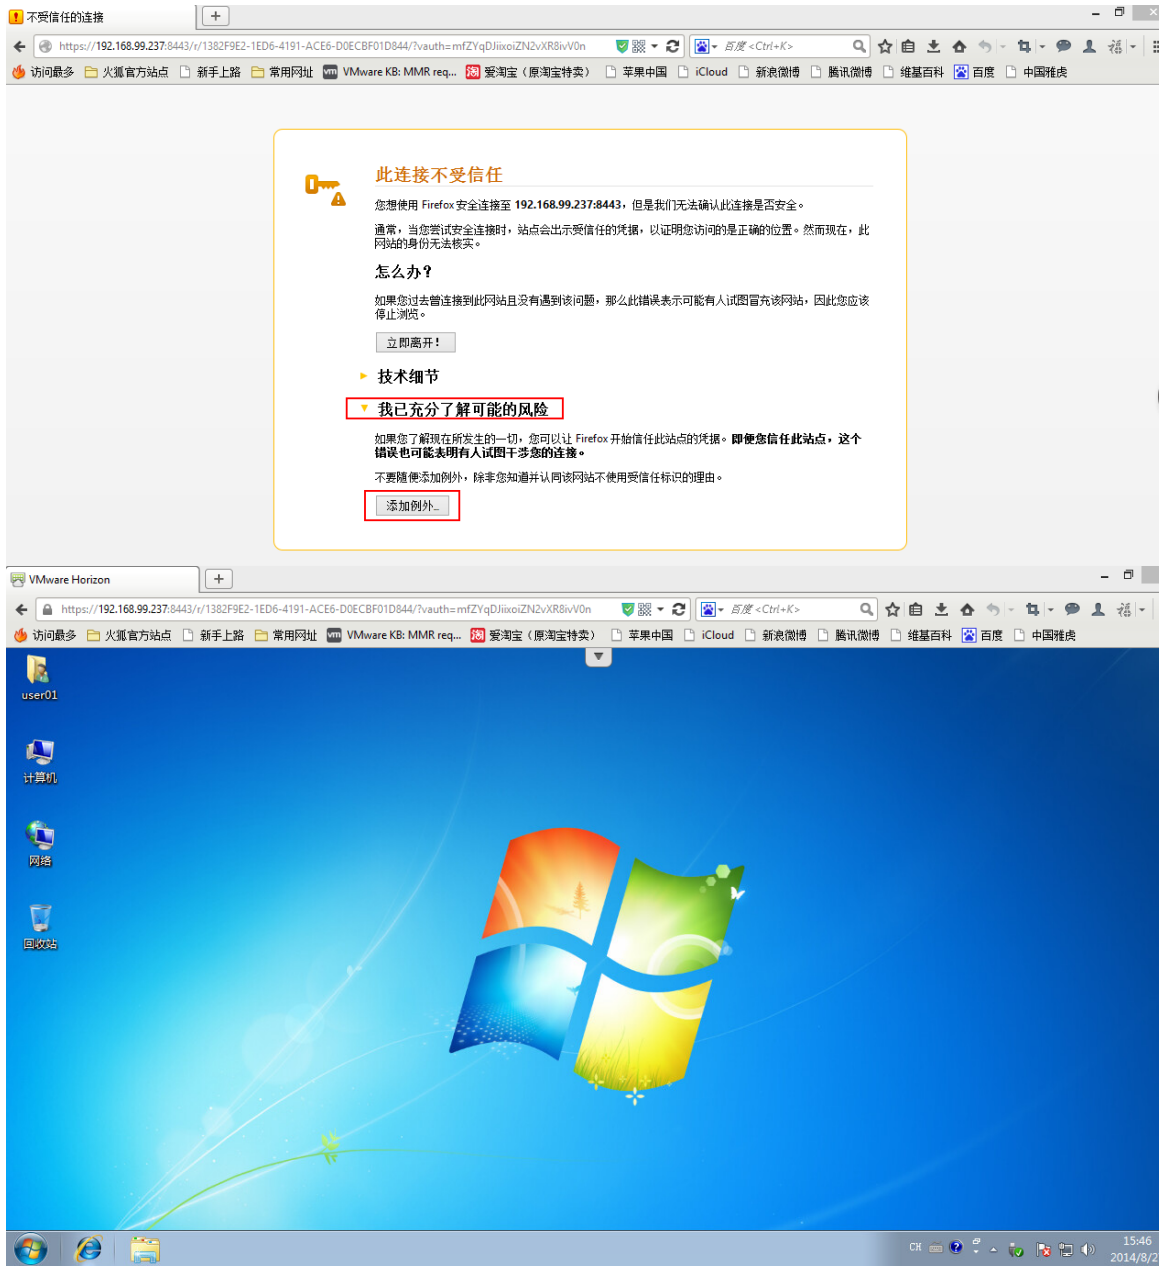 不受信任的连接
https://192.168.99.237:8443/r/1382F9E2-1ED6-4191-ACE6-D0ECBF01D844/?vauth=mfZYqDJiixoiZN2vXR8ivV0n
百度 <Ctrl+K>
访问最多 火狐官方站点 新手上路 常用网址 VMware KB: MMR req... 爱淘宝（原淘宝特卖） 苹果中国 iCloud 新浪微博 腾讯微博 维基百科 百度 中国雅虎
此连接不受信任
您想使用 Firefox 安全连接至 192.168.99.237:8443，但是我们无法确认此连接是否安全。
通常，当您尝试安全连接时，站点会出示受信任的凭据，以证明您访问的是正确的位置。然而现在，此
网站的身份无法核实。
怎么办？
如果您过去曾连接到此网站且没有遇到该问题，那么此错误表示可能有人试图冒充该网站，因此您应该
停止浏览。
立即离开！
技术细节
我已充分了解可能的风险
如果您了解现在所发生的一切，您可以让 Firefox 开始信任此站点的凭据。即便您信任此站点，这个
错误也可能表明有人试图干涉您的连接。
不要随便添加例外，除非您知道并认同该网站不使用受信任标识的理由。
添加例外...
VMware Horizon
https://192.168.99.237:8443/r/1382F9E2-1ED6-4191-ACE6-D0ECBF01D844/?vauth=mfZYqDJiixoiZN2vXR8ivV0n
百度 <Ctrl+K>
访问最多 火狐官方站点 新手上路 常用网址 VMware KB: MMR req... 爱淘宝（原淘宝特卖） 苹果中国 iCloud 新浪微博 腾讯微博 维基百科 百度 中国雅虎
user01
计算机
网络
回收站
CH
15:46
2014/8/2